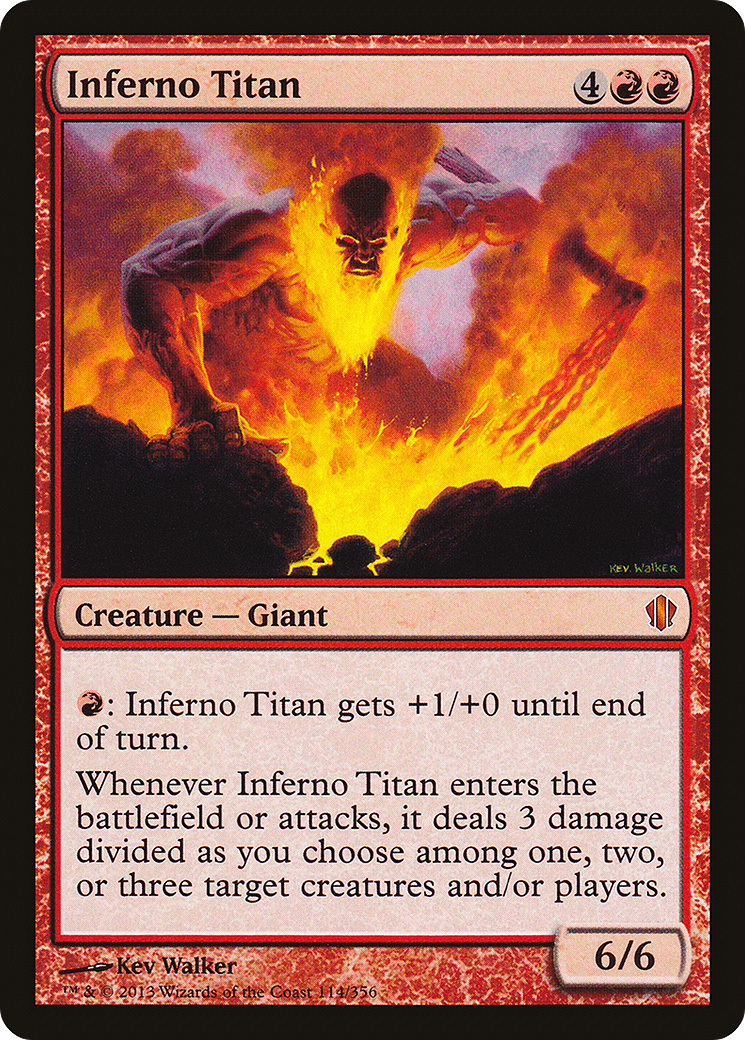 Inferno Titan 4
KEV. WALKER
Creature — Giant
: Inferno Titan gets +1/+0 until end
of turn.
Whenever Inferno Titan enters the
battlefield or attacks, it deals 3 damage
divided as you choose among one, two,
or three target creatures and/or players.
6/6
Kev Walker
™ & © 2013 Wizards of the Coast 114/356